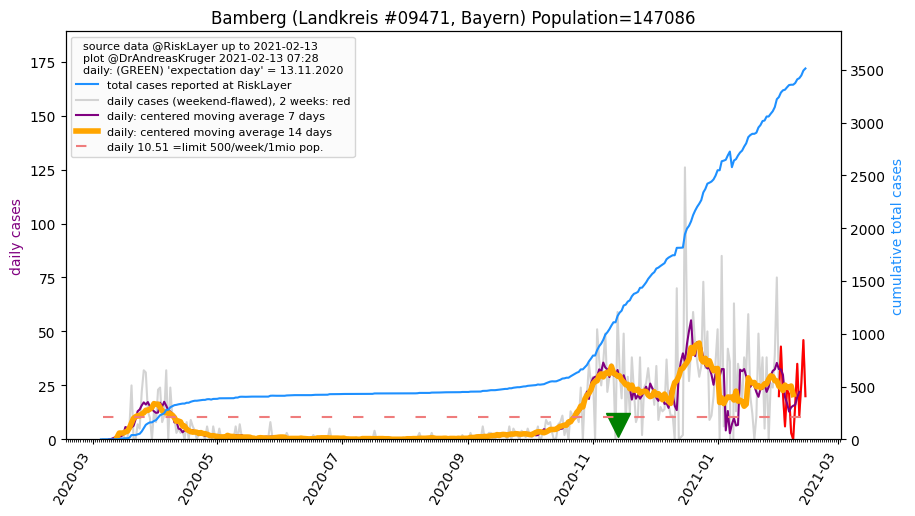 Bamberg (Landkreis #09471, Bayern) Population=147086
source data @RiskLayer up to 2021-02-13
plot @DrAndreasKruger 2021-02-13 07:28
daily: (GREEN) 'expectation day' = 13.11.2020
total cases reported at RiskLayer
daily cases (weekend-flawed), 2 weeks: red
daily: centered moving average 7 days
daily: centered moving average 14 days
daily 10.51 =limit 500/week/1mio pop.
daily cases
175
150
125
100
75
50
25
0
cumulative total cases
3500
3000
2500
2000
1500
1000
500
0
2020-03
2020-05
2020-07
2020-09
2020-11
2021-01
2021-03